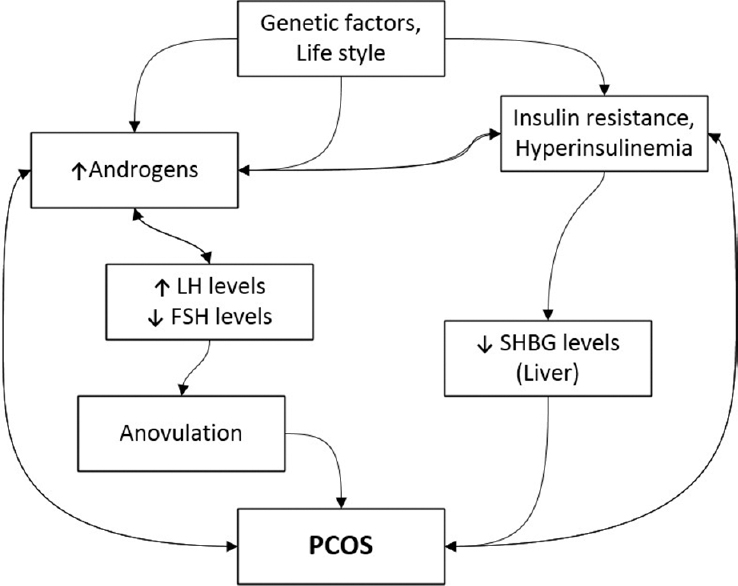 Genetic factors,
Life style
Insulin resistance,
Hyperinsulinemia
↑Androgens
↑ LH levels
↓ FSH levels
↓ SHBG levels
(Liver)
Anovulation
PCOS